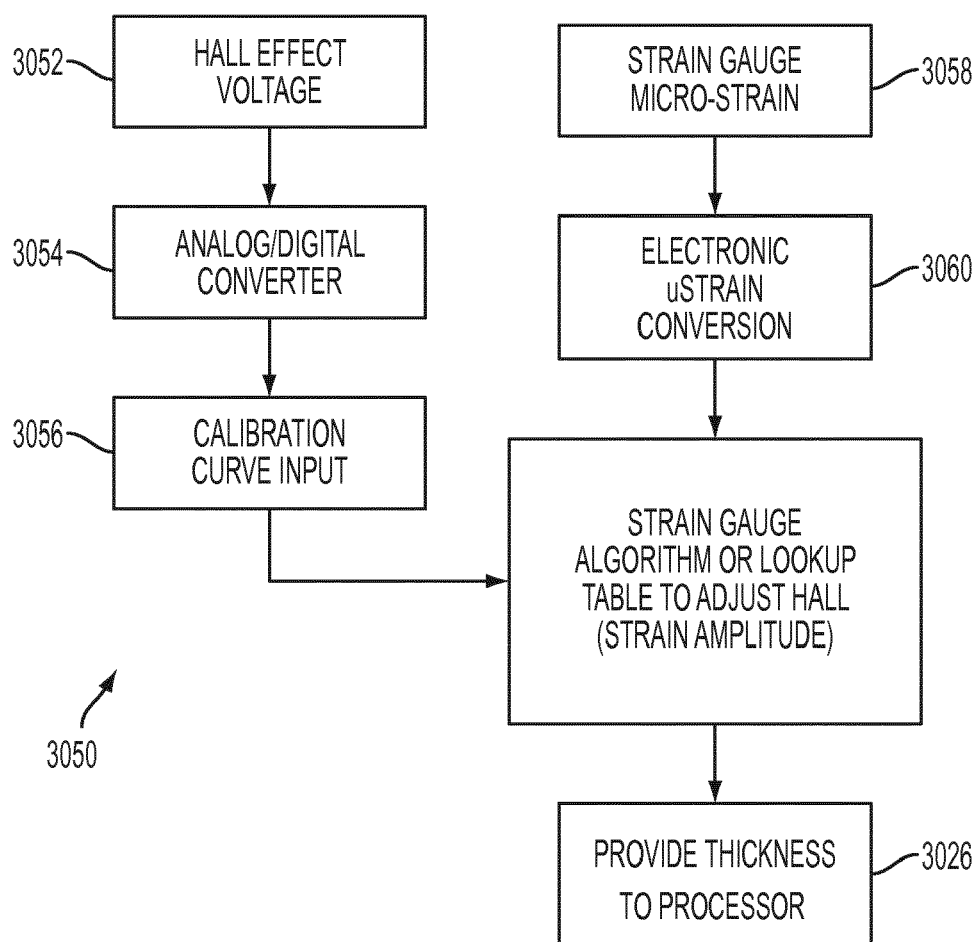 3052
HALL EFFECT
VOLTAGE
3054
ANALOG/DIGITAL
CONVERTER
3056
CALIBRATION
CURVE INPUT
STRAIN GAUGE
MICRO-STRAIN
3058
ELECTRONIC
uSTRAIN
CONVERSION
3060
STRAIN GAUGE
ALGORITHM OR LOOKUP
TABLE TO ADJUST HALL
(STRAIN AMPLITUDE)
3050
PROVIDE THICKNESS
TO PROCESSOR
3026